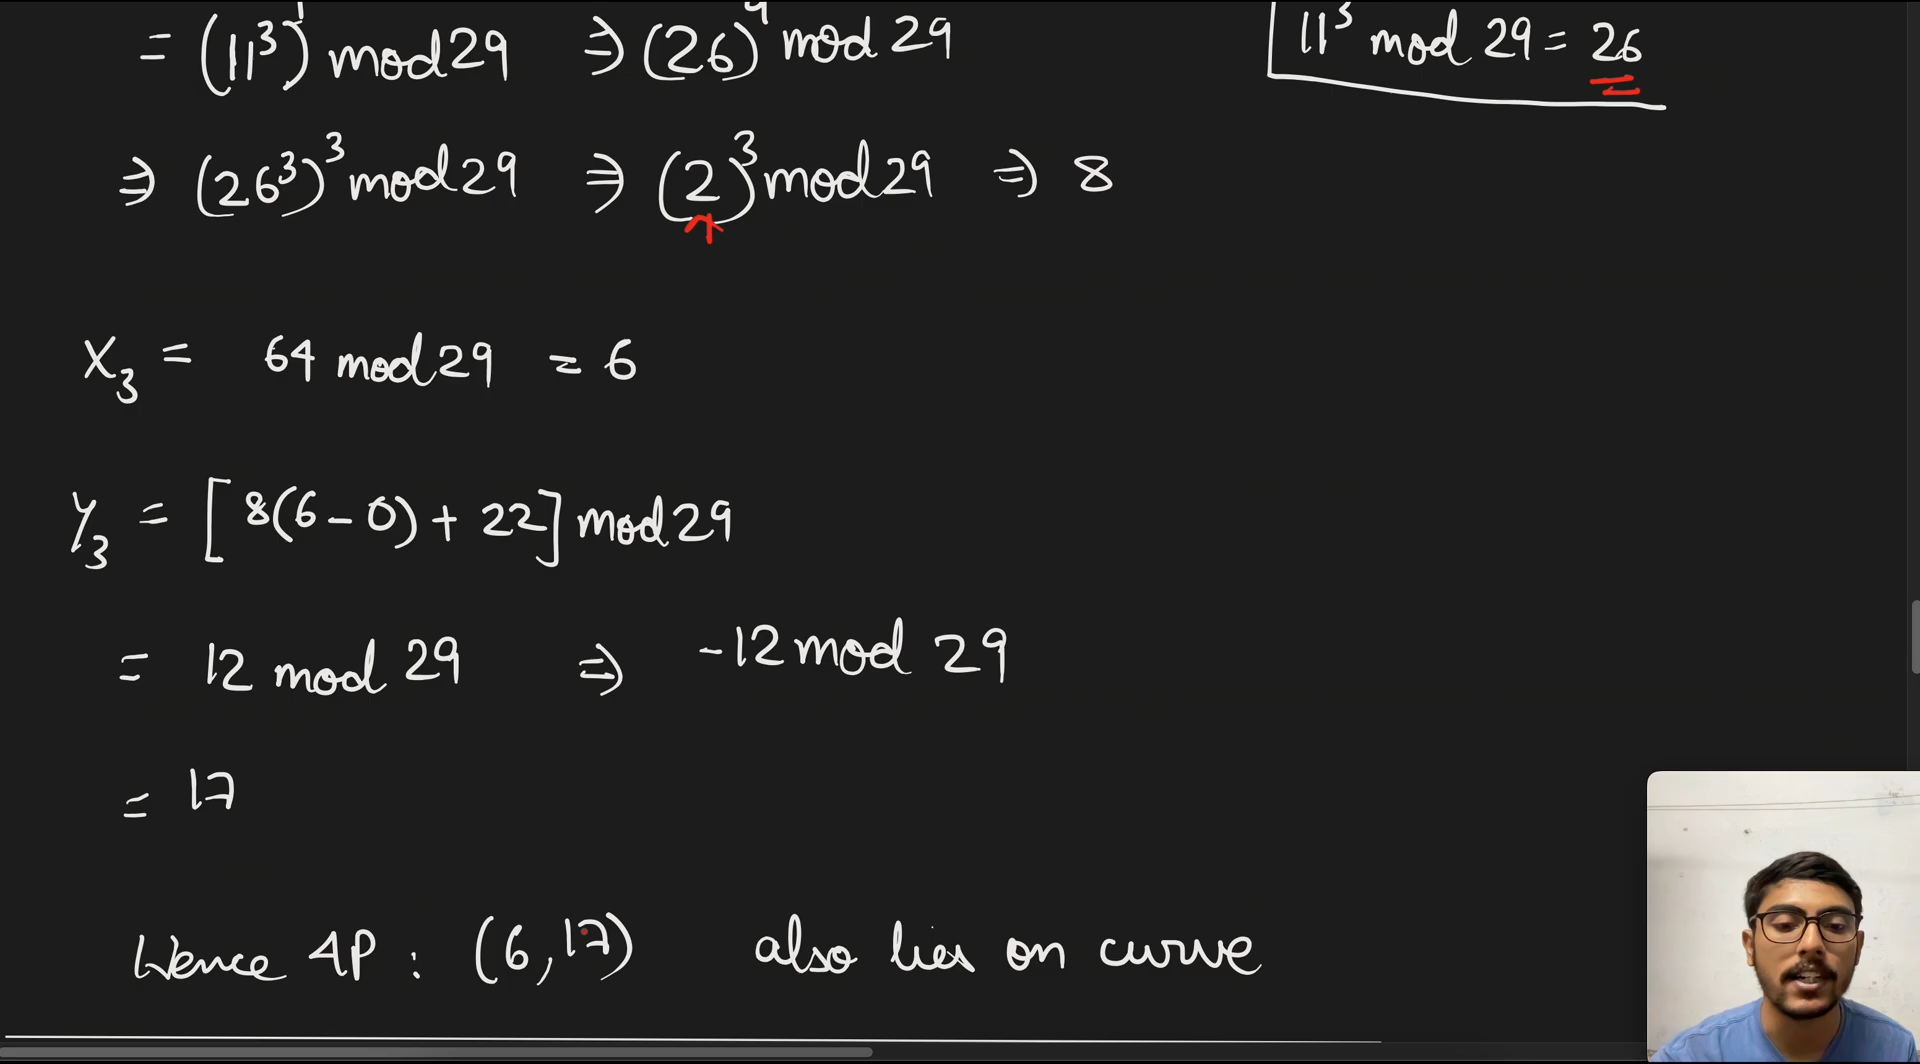 = (11³)⁹ mod 29 ⇒ (26)⁹ mod 29
11³ mod 29 = 26
⇒ (26³)³ mod 29 ⇒ (2)³ mod 29 ⇒ 8
X₃ = 64 mod 29 = 6
y₃ = [8(6 - 0) + 22] mod 29
= 12 mod 29 ⇒ -12 mod 29
= 17
Hence 4P : (6, 17) also lies on curve